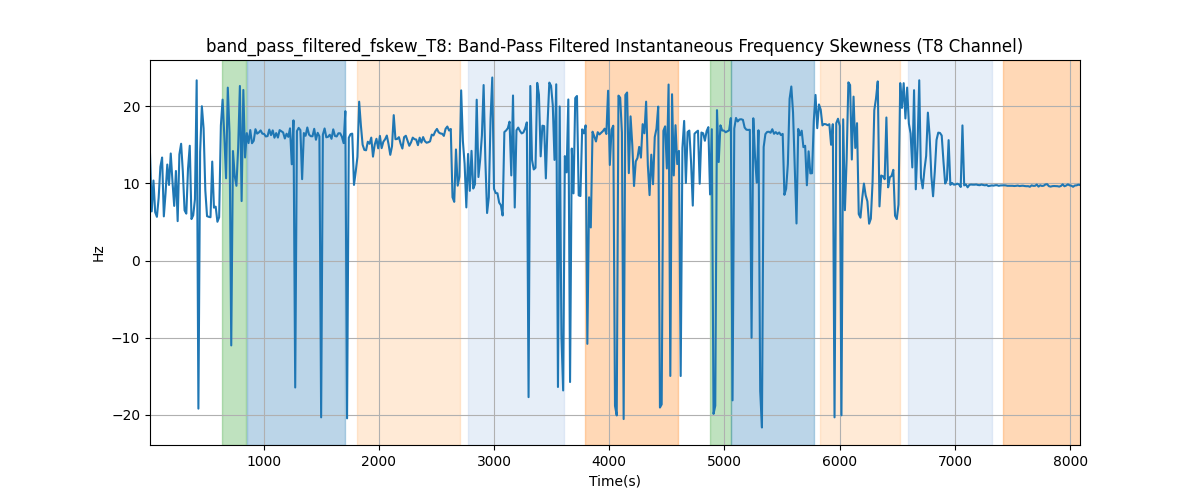 band_pass_filtered_fskew_T8: Band-Pass Filtered Instantaneous Frequency Skewness (T8 Channel)
20
10
0
−10
−20
Hz
1000 2000 3000 4000 5000 6000 7000 8000
Time(s)